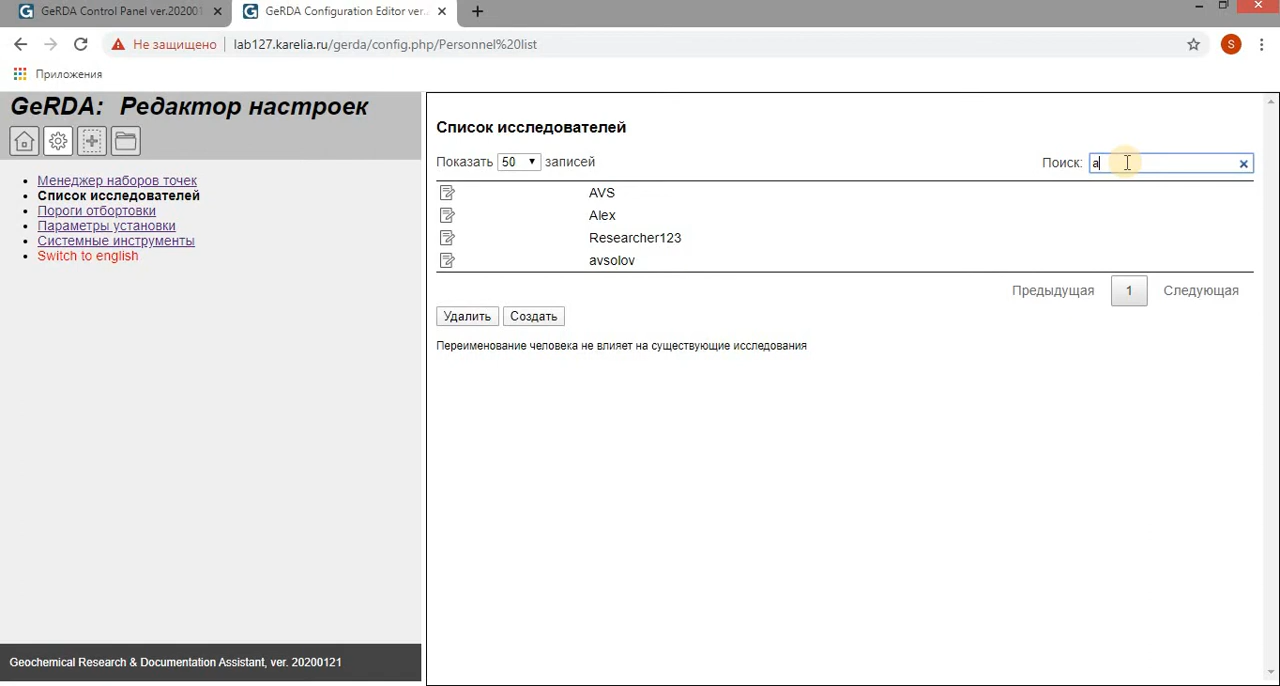 GeRDA Control Panel ver.202001
GeRDA Configuration Editor ver.
Не защищено
lab127.karelia.ru/gerda/config.php/Personnel%20list
S
Приложения
GeRDA: Редактор настроек
Менеджер наборов точек
Список исследователей
Пороги отбортовки
Параметры установки
Системные инструменты
Switch to english
Список исследователей
Показать 50 записей
Поиск: a
AVS
Alex
Researcher123
avsolov
Предыдущая 1 Следующая
Удалить Создать
Переименование человека не влияет на существующие исследования
Geochemical Research & Documentation Assistant, ver. 20200121